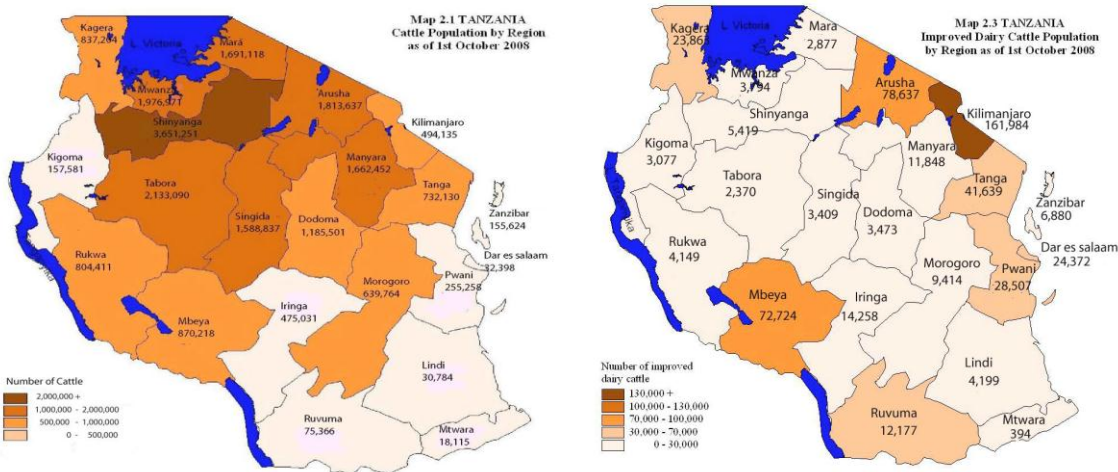 Map 2.1 TANZANIA
Cattle Population by Region
as of 1st October 2008
Kagera
837,204
L. Victoria
Mara
1,691,118
Mwanza
1,976,971
Arusha
1,813,637
Shinyanga
3,651,251
Kilimanjaro
494,135
Kigoma
157,581
Manyara
1,662,452
Tabora
2,133,090
Tanga
732,130
Singida
1,588,837
Dodoma
1,185,501
Zanzibar
155,624
Rukwa
804,411
Dar es salaam
32,398
Morogoro
639,764
Pwani
255,258
Iringa
475,031
Mbeya
870,218
Lindi
30,784
Ruvuma
75,366
Mtwara
18,115
Number of Cattle
2,000,000 +
1,000,000 - 2,000,000
500,000 - 1,000,000
0 - 500,000
Map 2.3 TANZANIA
Improved Dairy Cattle Population
by Region as of 1st October 2008
Kagera
23,863
L. Victoria
Mara
2,877
Mwanza
3,794
Arusha
78,637
Shinyanga
5,419
Kilimanjaro
161,984
Kigoma
3,077
Manyara
11,848
Tabora
2,370
Tanga
41,639
Singida
3,409
Dodoma
3,473
Zanzibar
6,880
Rukwa
4,149
Dar es salaam
24,372
Morogoro
9,414
Pwani
28,507
Mbeya
72,724
Iringa
14,258
Lindi
4,199
Ruvuma
12,177
Mtwara
394
Number of improved
dairy cattle
130,000 +
100,000 - 130,000
70,000 - 100,000
30,000 - 70,000
0 - 30,000